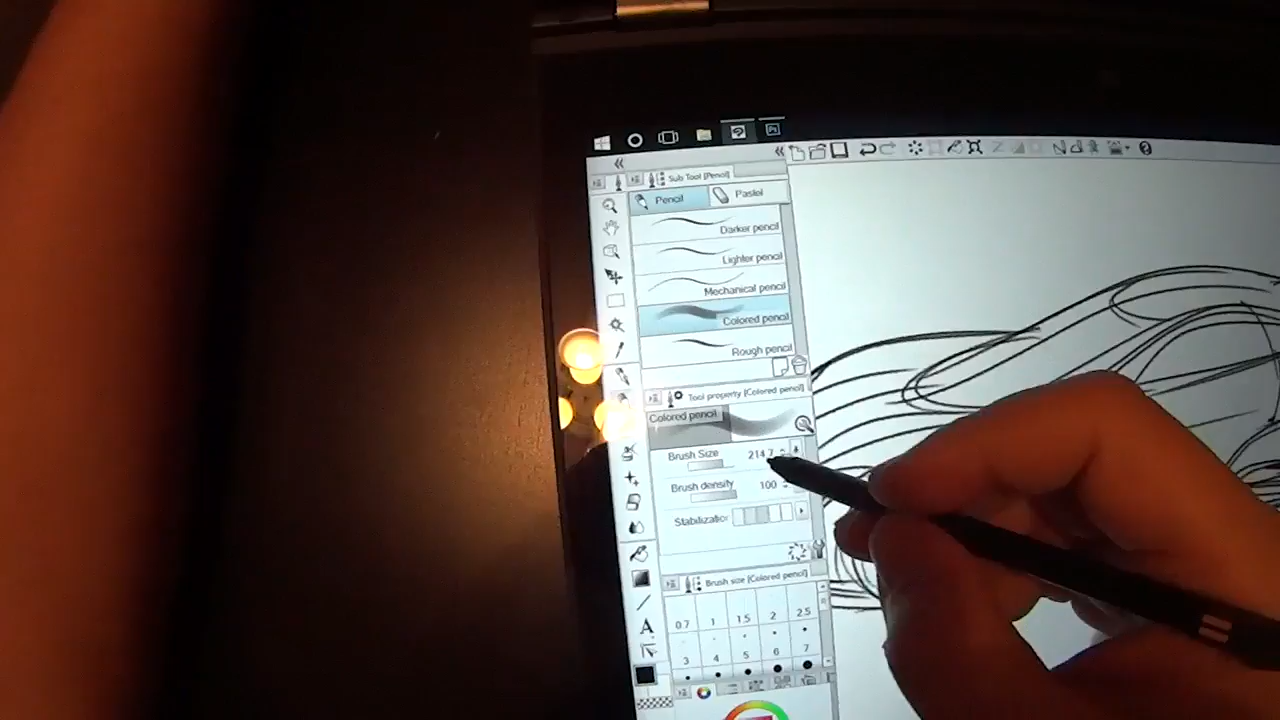 Ps
Sub Tool [Pencil]
Pencil
Pastel
Darker pencil
Lighter pencil
Mechanical pencil
Colored pencil
Rough pencil
Tool property [Colored pencil]
Colored pencil
Brush Size 214.7
Brush density 100
Stabilizatior
Brush size [Colored pencil]
0.7 1 1.5 2 2.5
3 4 5 6 7
A